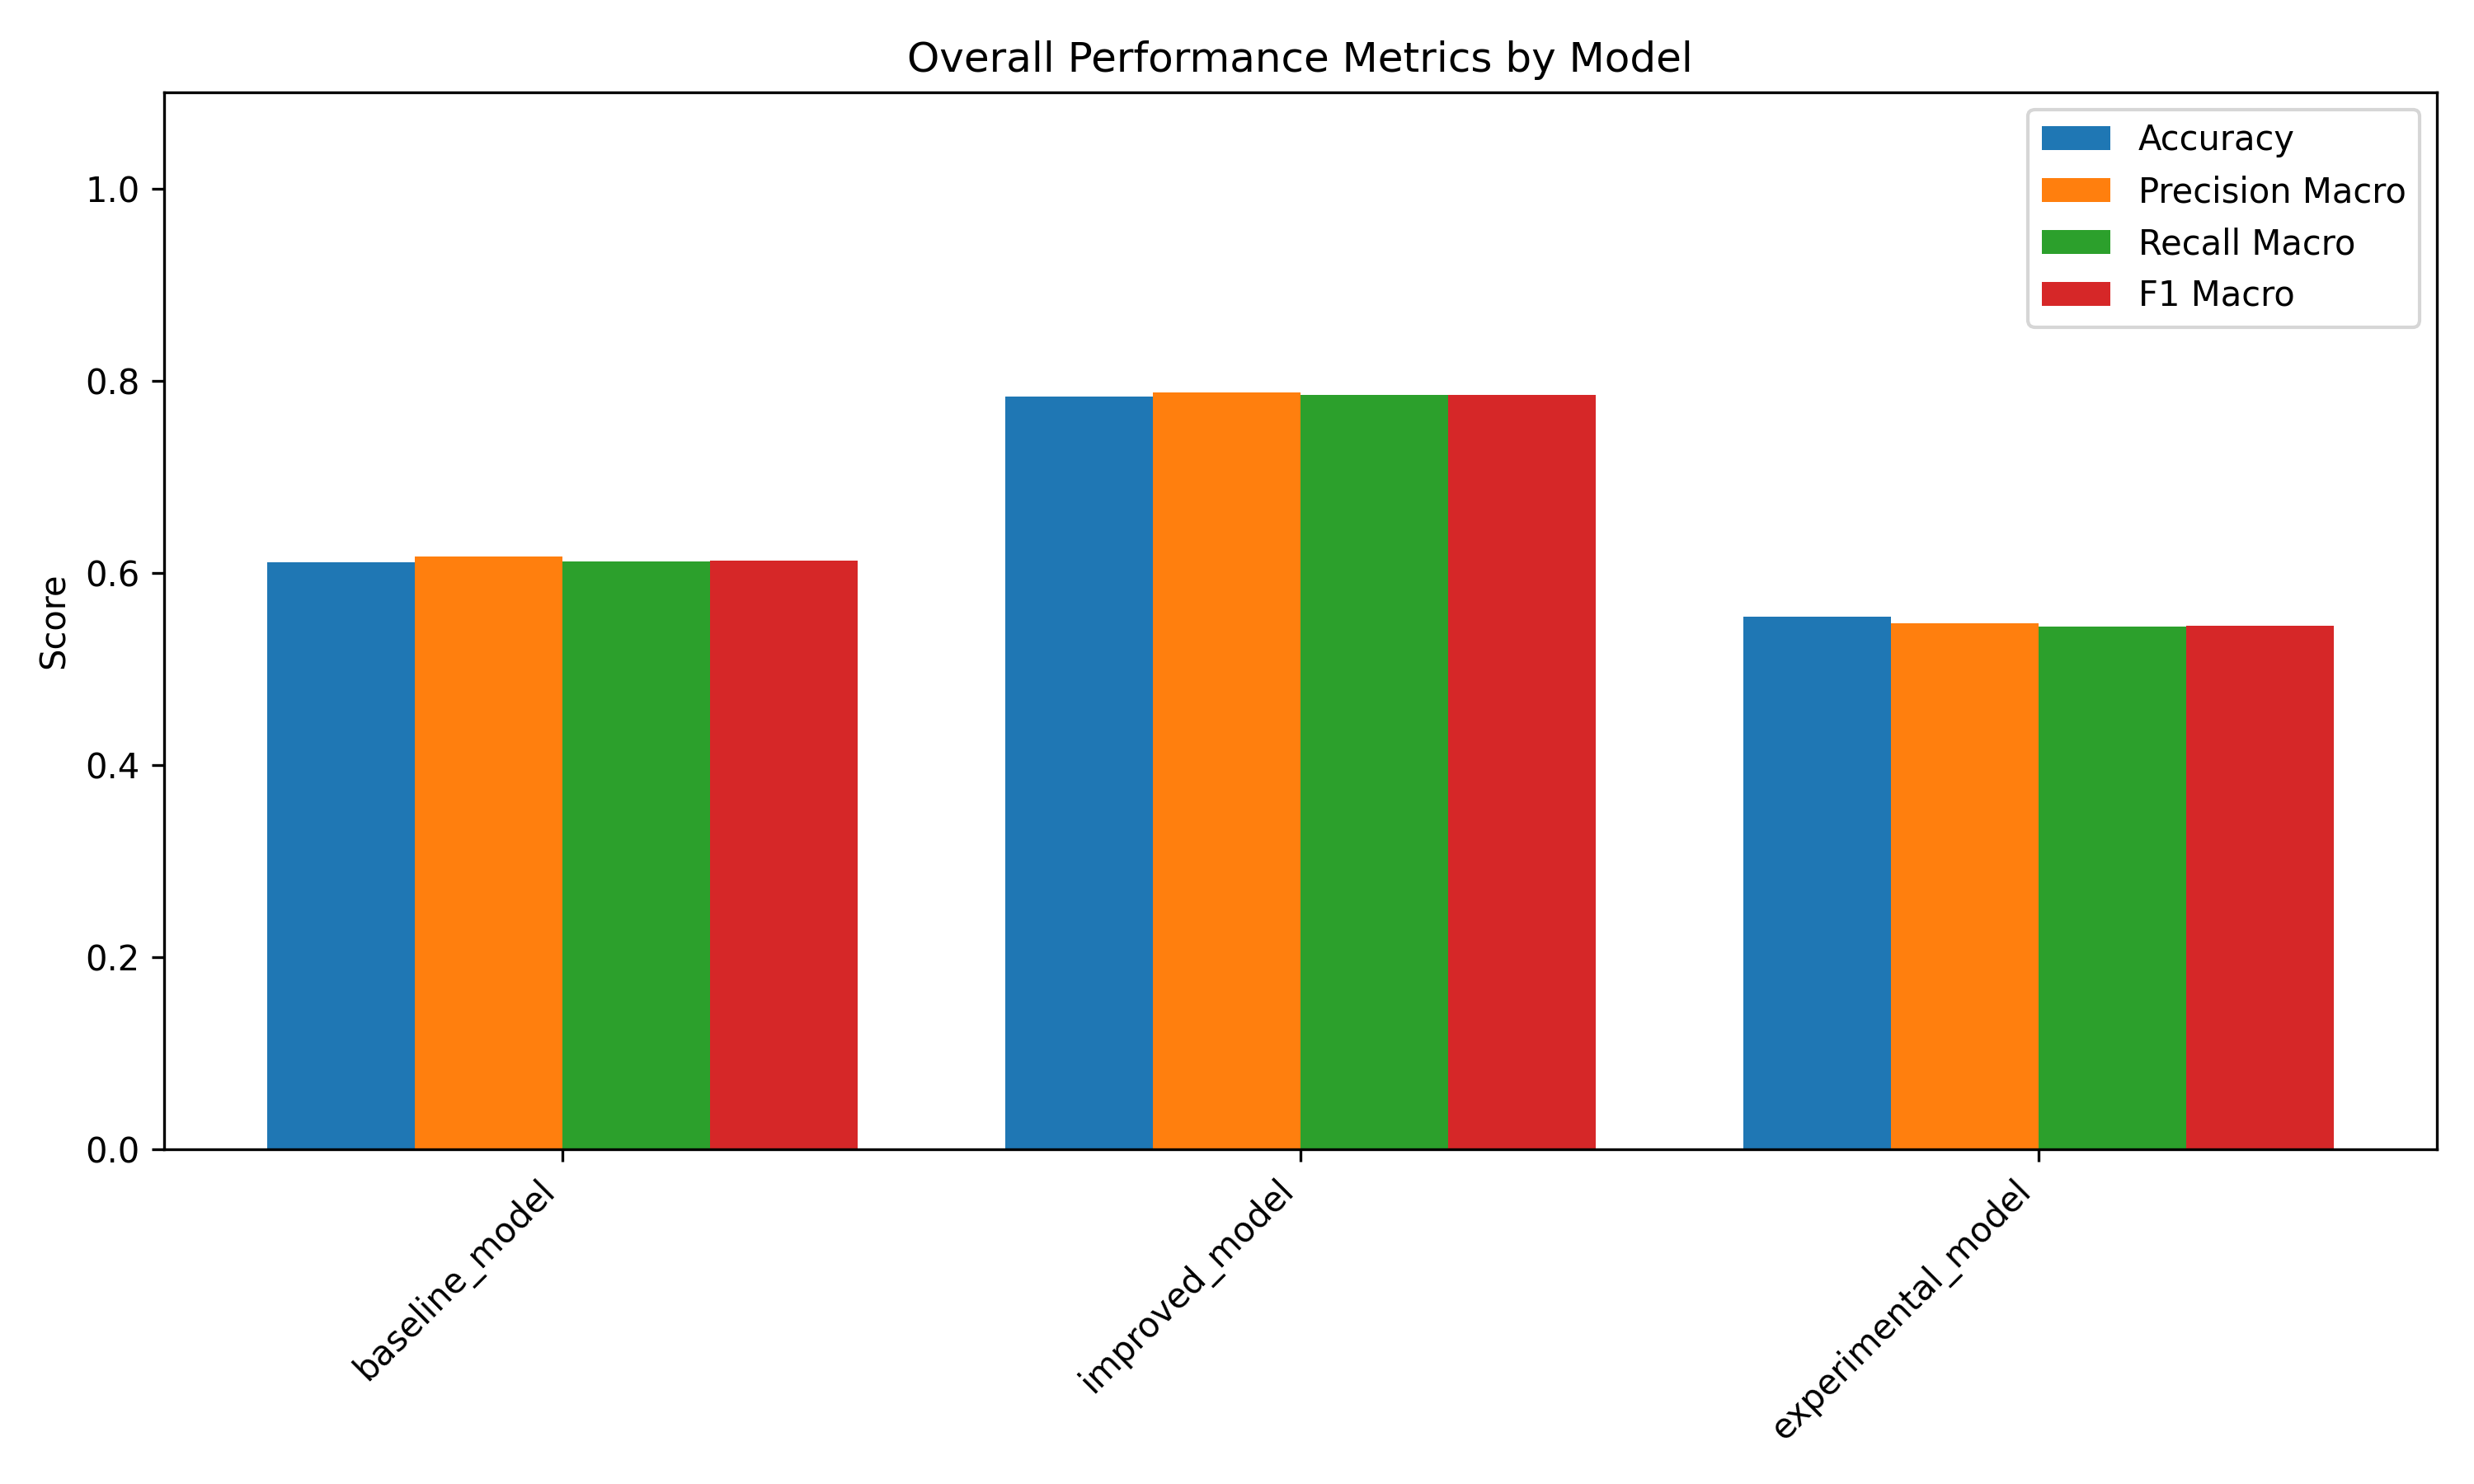 Overall Performance Metrics by Model
Accuracy
Precision Macro
Recall Macro
F1 Macro
1.0
0.8
0.6
0.4
0.2
0.0
Score
baseline_model
improved_model
experimental_model